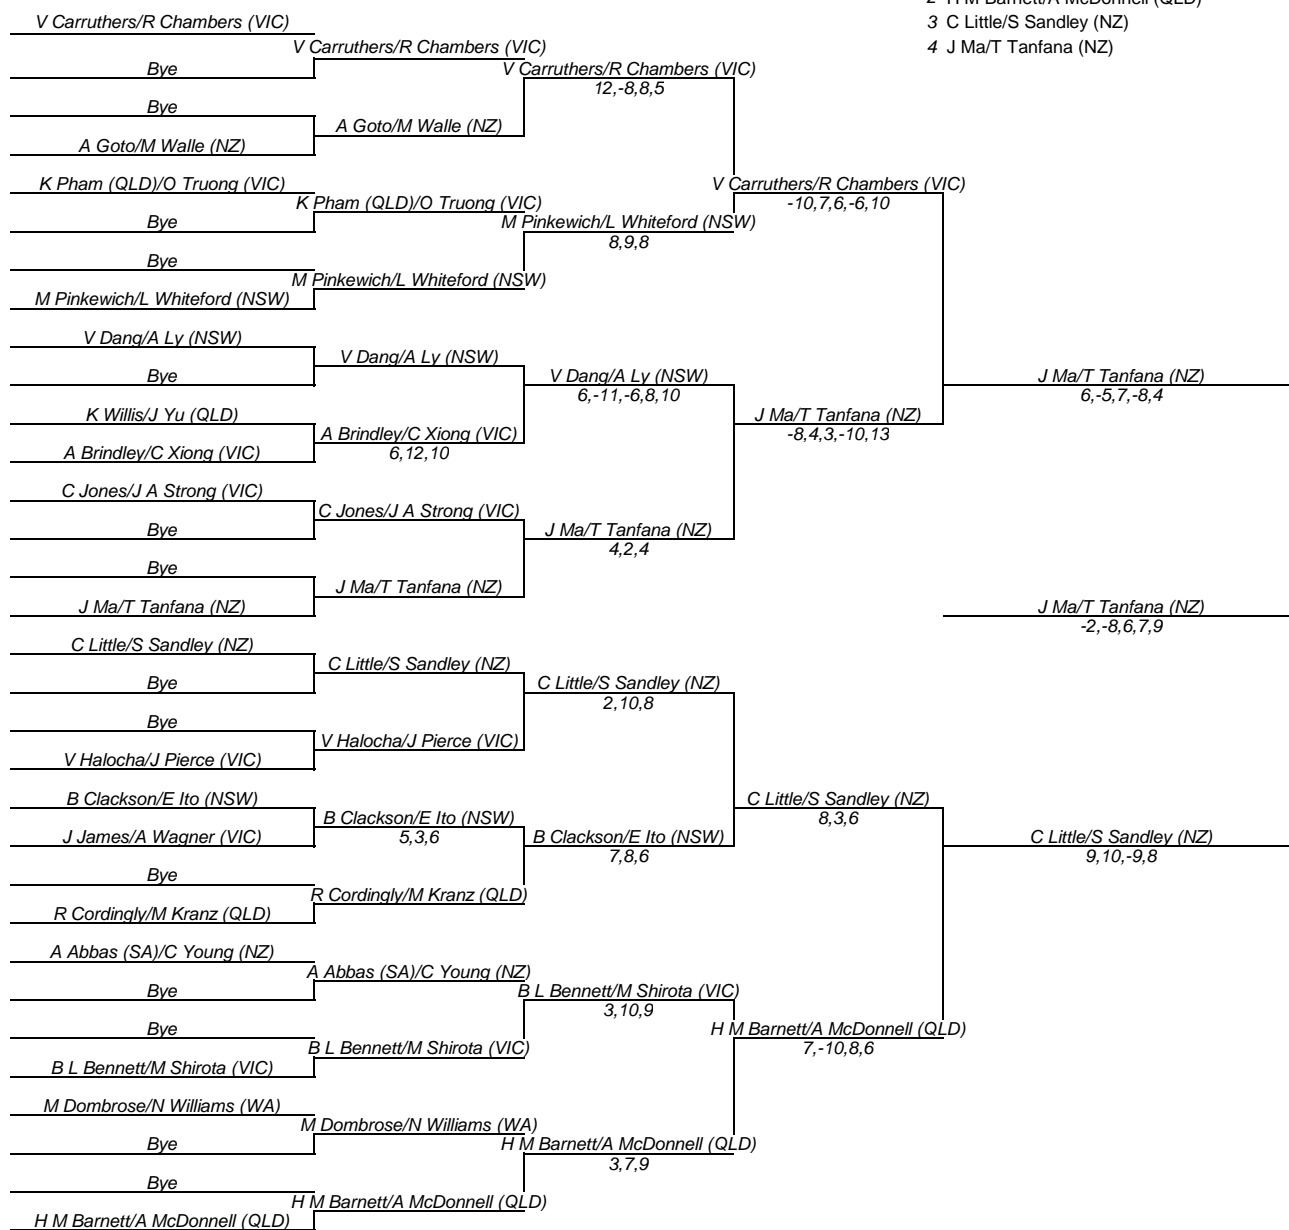 2 H M Barnett/A McDonnell (QLD)
3 C Little/S Sandley (NZ)
4 J Ma/T Tanfana (NZ)
V Carruthers/R Chambers (VIC)
Bye
Bye
A Goto/M Walle (NZ)
K Pham (QLD)/O Truong (VIC)
Bye
Bye
M Pinkewich/L Whiteford (NSW)
V Dang/A Ly (NSW)
Bye
K Willis/J Yu (QLD)
A Brindley/C Xiong (VIC)
C Jones/J A Strong (VIC)
Bye
Bye
J Ma/T Tanfana (NZ)
C Little/S Sandley (NZ)
Bye
Bye
V Halocha/J Pierce (VIC)
B Clackson/E Ito (NSW)
J James/A Wagner (VIC)
Bye
R Cordingly/M Kranz (QLD)
A Abbas (SA)/C Young (NZ)
Bye
Bye
B L Bennett/M Shirota (VIC)
M Dombrose/N Williams (WA)
Bye
Bye
H M Barnett/A McDonnell (QLD)
V Carruthers/R Chambers (VIC)
A Goto/M Walle (NZ)
K Pham (QLD)/O Truong (VIC)
M Pinkewich/L Whiteford (NSW)
V Dang/A Ly (NSW)
A Brindley/C Xiong (VIC)
6,12,10
C Jones/J A Strong (VIC)
J Ma/T Tanfana (NZ)
C Little/S Sandley (NZ)
V Halocha/J Pierce (VIC)
B Clackson/E Ito (NSW)
5,3,6
R Cordingly/M Kranz (QLD)
A Abbas (SA)/C Young (NZ)
B L Bennett/M Shirota (VIC)
M Dombrose/N Williams (WA)
H M Barnett/A McDonnell (QLD)
V Carruthers/R Chambers (VIC)
12,-8,8,5
M Pinkewich/L Whiteford (NSW)
8,9,8
V Dang/A Ly (NSW)
6,-11,-6,8,10
J Ma/T Tanfana (NZ)
4,2,4
C Little/S Sandley (NZ)
2,10,8
B Clackson/E Ito (NSW)
7,8,6
B L Bennett/M Shirota (VIC)
3,10,9
H M Barnett/A McDonnell (QLD)
3,7,9
V Carruthers/R Chambers (VIC)
-10,7,6,-6,10
J Ma/T Tanfana (NZ)
-8,4,3,-10,13
C Little/S Sandley (NZ)
8,3,6
H M Barnett/A McDonnell (QLD)
7,-10,8,6
J Ma/T Tanfana (NZ)
6,-5,7,-8,4
J Ma/T Tanfana (NZ)
-2,-8,6,7,9
C Little/S Sandley (NZ)
9,10,-9,8